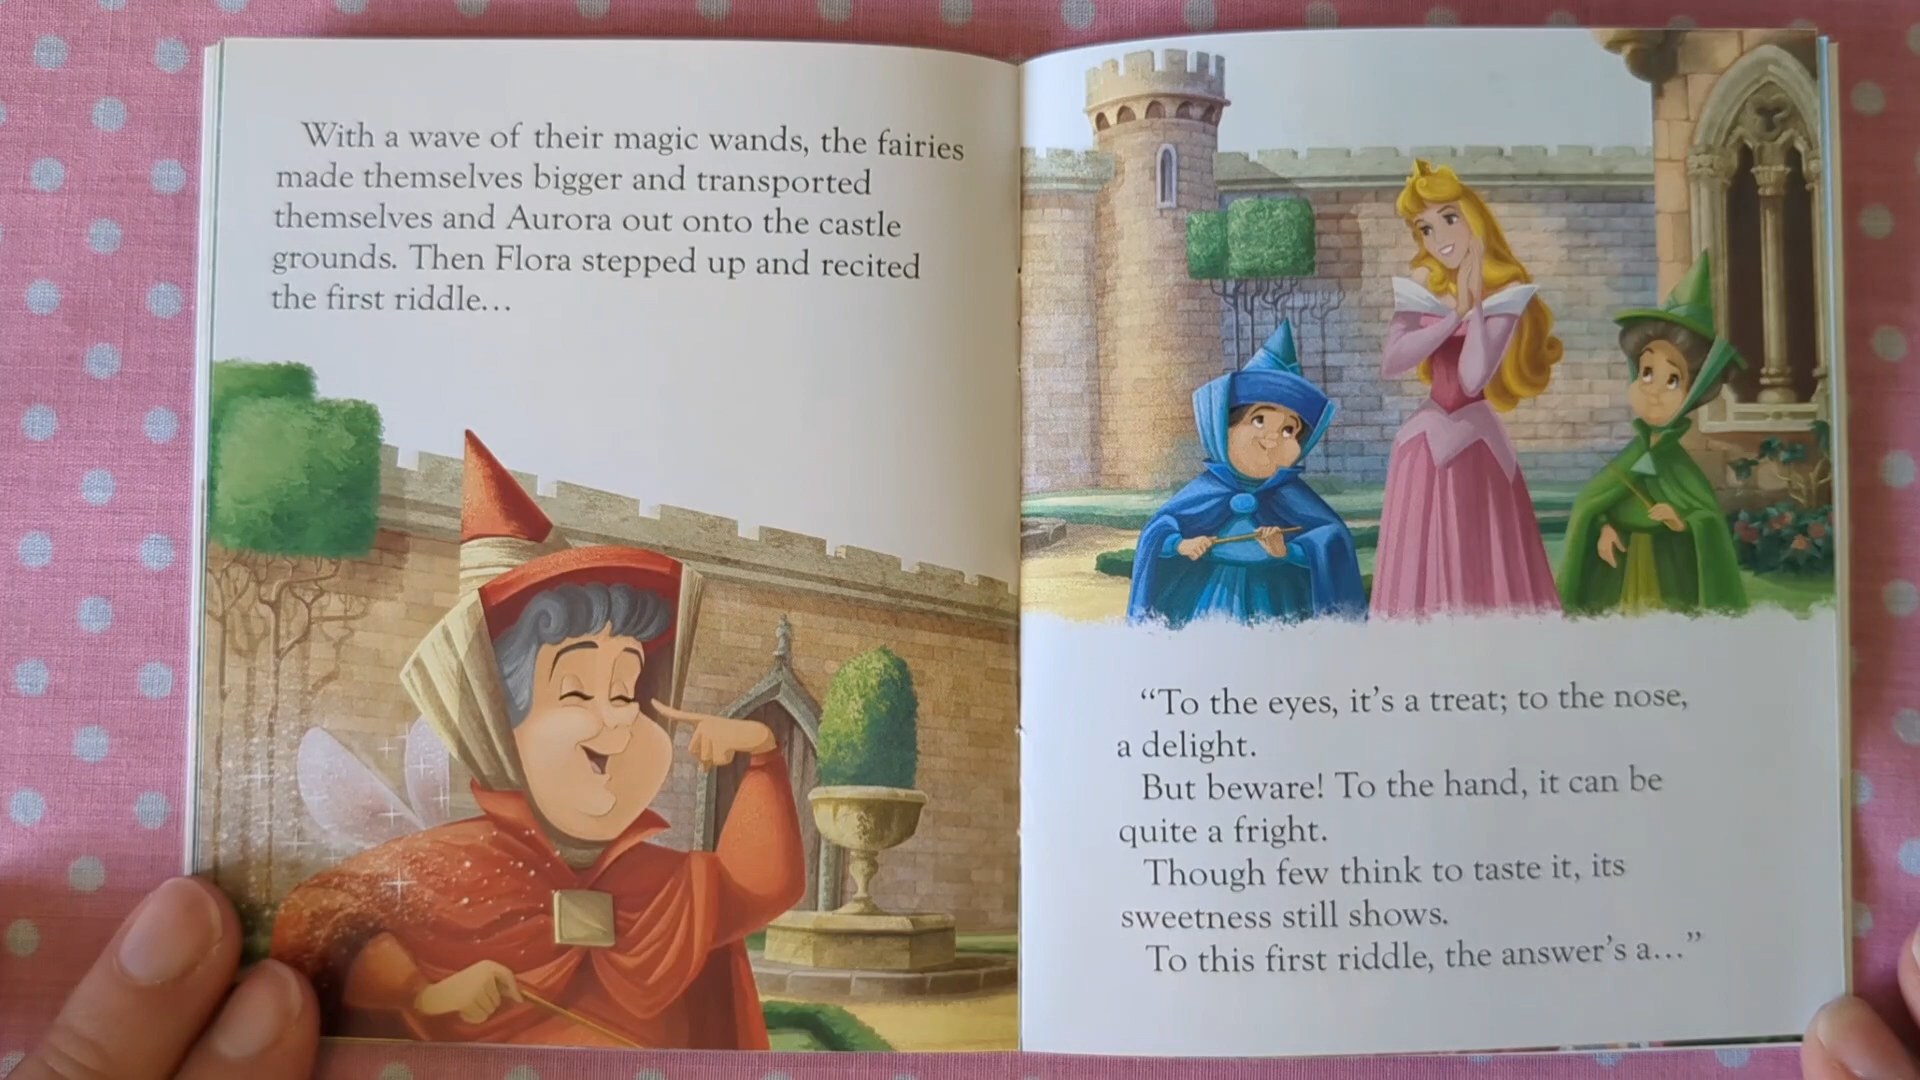 With a wave of their magic wands, the fairies
made themselves bigger and transported
themselves and Aurora out onto the castle
grounds. Then Flora stepped up and recited
the first riddle…
“To the eyes, it’s a treat; to the nose,
a delight.
But beware! To the hand, it can be
quite a fright.
Though few think to taste it, its
sweetness still shows.
To this first riddle, the answer’s a…”